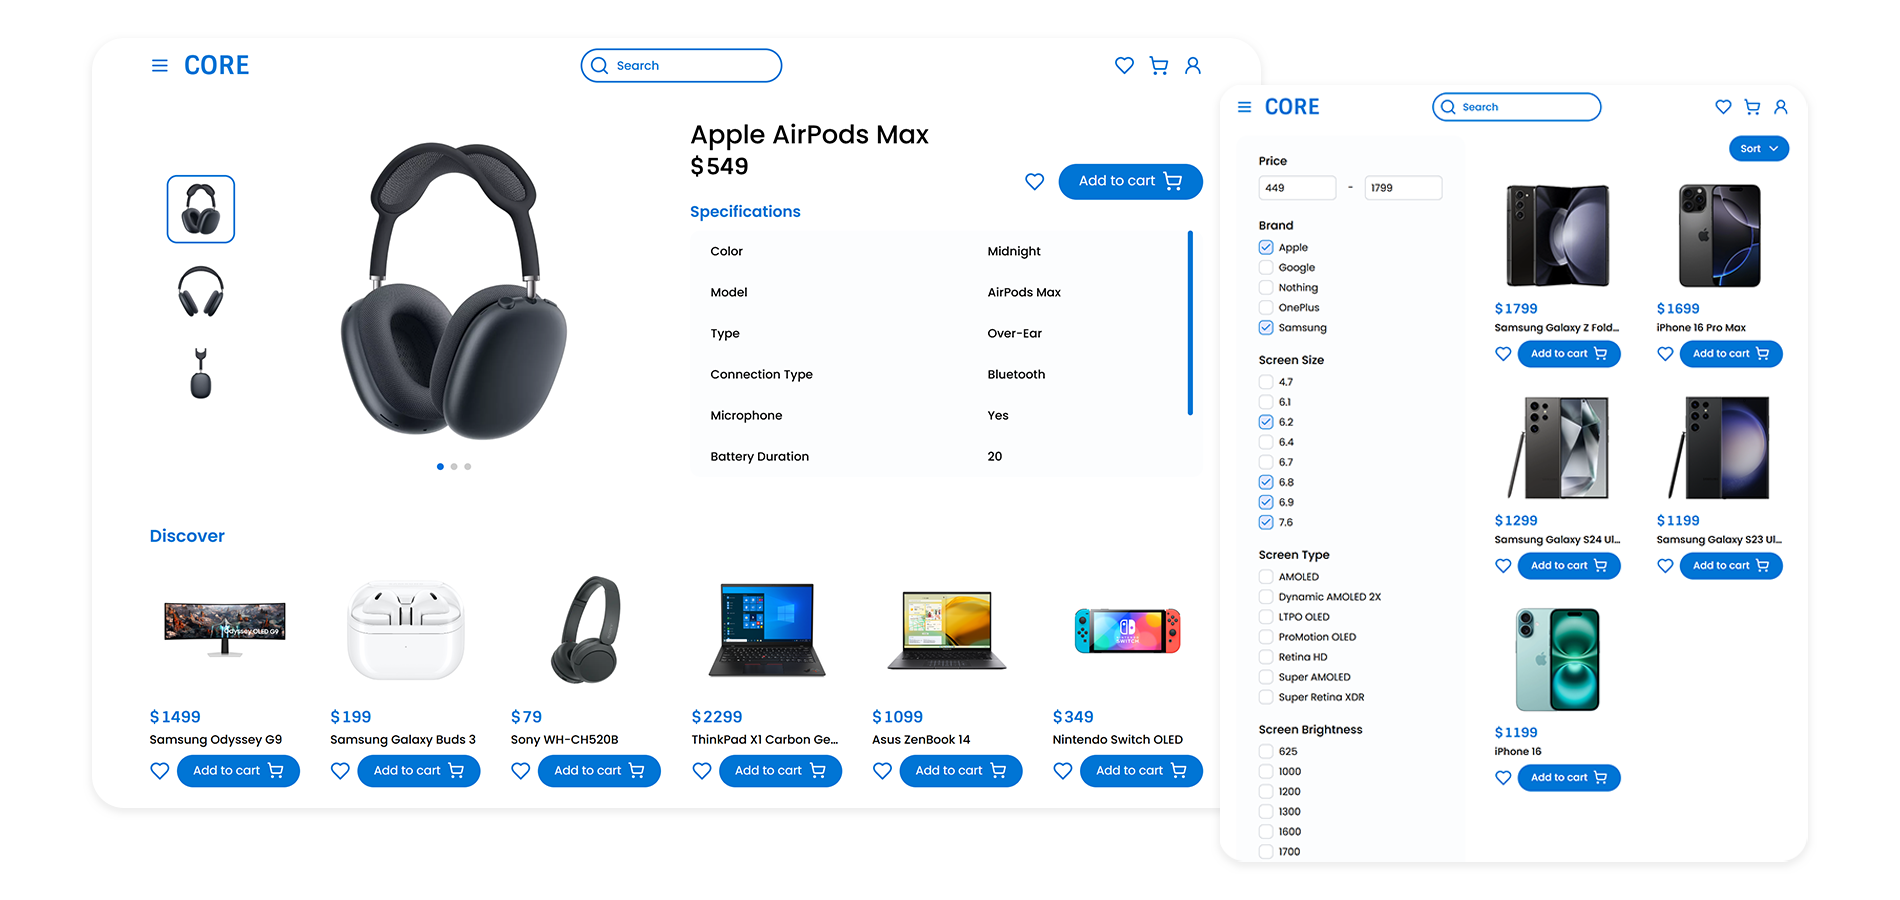 CORE
Search
Apple AirPods Max
$549
Add to cart
Specifications
Color Midnight
Model AirPods Max
Type Over-Ear
Connection Type Bluetooth
Microphone Yes
Battery Duration 20
Discover
Odyssey OLED G9
$1499 $199 $79 $2299 $1099 $349
Samsung Odyssey G9 Samsung Galaxy Buds 3 Sony WH-CH520B ThinkPad X1 Carbon Ge... Asus ZenBook 14 Nintendo Switch OLED
Add to cart Add to cart Add to cart Add to cart Add to cart Add to cart
CORE
Search
Sort
Price
449 - 1799
Brand
Apple
Google
Nothing
OnePlus
Samsung
Screen Size
4.7
6.1
6.2
6.4
6.7
6.8
6.9
7.6
Screen Type
AMOLED
Dynamic AMOLED 2X
LTPO OLED
ProMotion OLED
Retina HD
Super AMOLED
Super Retina XDR
Screen Brightness
625
1000
1200
1300
1600
1700
$1799 $1699
Samsung Galaxy Z Fold... iPhone 16 Pro Max
Add to cart Add to cart
$1299 $1199
Samsung Galaxy S24 Ul... Samsung Galaxy S23 Ul...
Add to cart Add to cart
$1199
iPhone 16
Add to cart